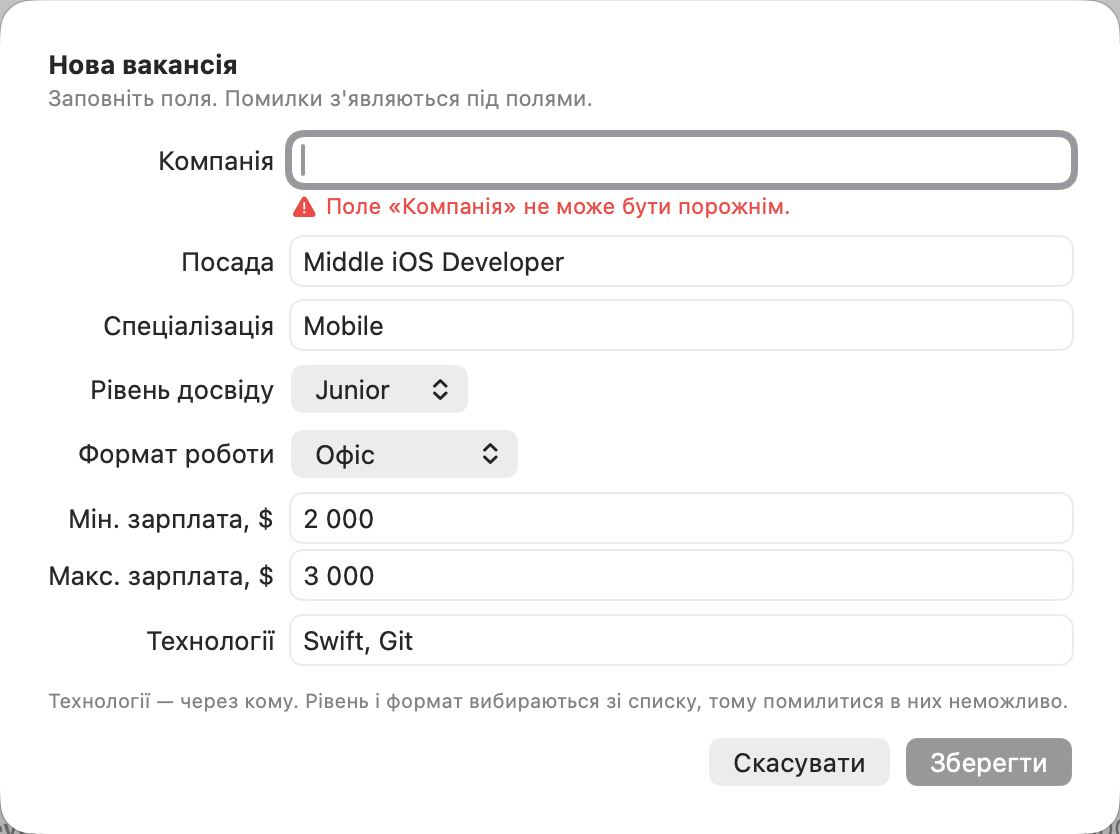 Нова вакансія
Заповніть поля. Помилки з'являються під полями.
Компанія
Поле «Компанія» не може бути порожнім.
Посада Middle iOS Developer
Спеціалізація Mobile
Рівень досвіду Junior
Формат роботи Офіс
Мін. зарплата, $ 2 000
Макс. зарплата, $ 3 000
Технології Swift, Git
Технології — через кому. Рівень і формат вибираються зі списку, тому помилитися в них неможливо.
Скасувати Зберегти